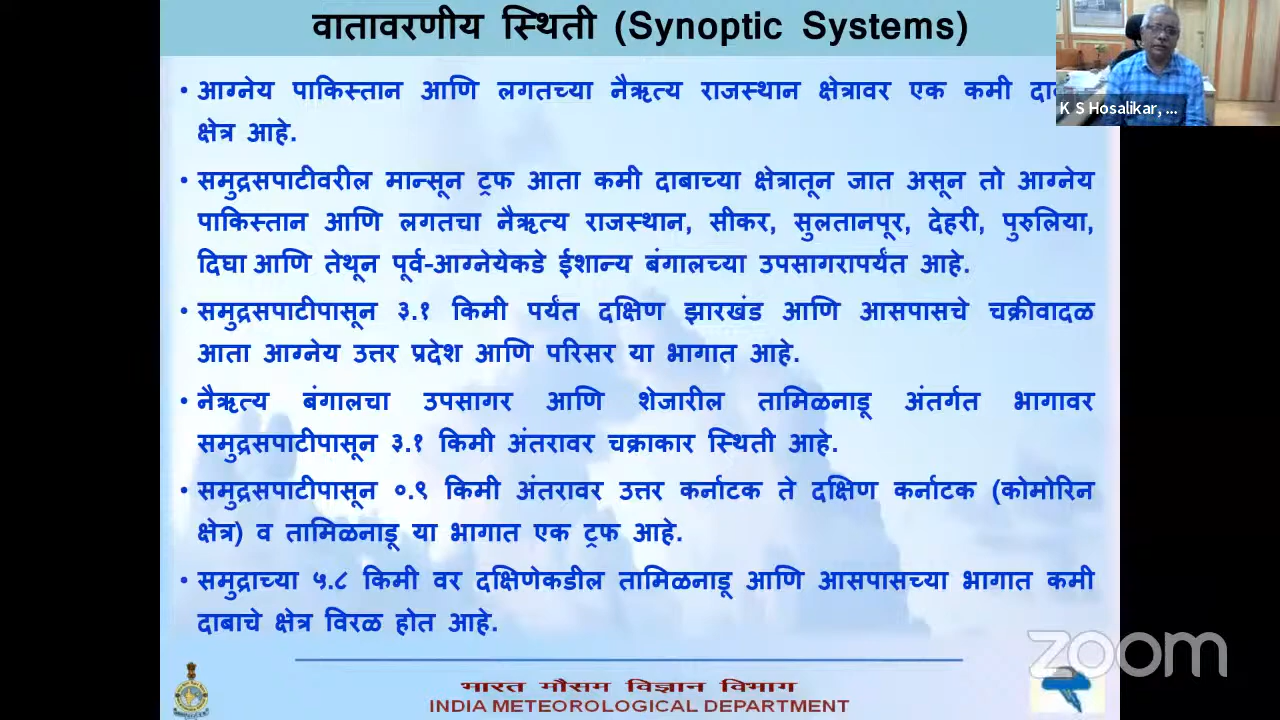 वातावरणीय स्थिती (Synoptic Systems)
• आग्नेय पाकिस्तान आणि लगतच्या नैऋत्य राजस्थान क्षेत्रावर एक कमी
क्षेत्र आहे.
• समुद्रसपाटीवरील मान्सून ट्रफ आता कमी दाबाच्या क्षेत्रातून जात असून तो आग्नेय
पाकिस्तान आणि लगतचा नैऋत्य राजस्थान, सीकर, सुलतानपूर, देहरी, पुरुलिया,
दिघा आणि तेथून पूर्व-आग्नेयेकडे ईशान्य बंगालच्या उपसागरापर्यंत आहे.
• समुद्रसपाटीपासून ३.१ किमी पर्यंत दक्षिण झारखंड आणि आसपासचे चक्रीवादळ
आता आग्नेय उत्तर प्रदेश आणि परिसर या भागात आहे.
• नैऋत्य बंगालचा उपसागर आणि शेजारील तामिळनाडू अंतर्गत भागावर
समुद्रसपाटीपासून ३.१ किमी अंतरावर चक्राकार स्थिती आहे.
• समुद्रसपाटीपासून ०.९ किमी अंतरावर उत्तर कर्नाटक ते दक्षिण कर्नाटक (कोमोरिन
क्षेत्र) व तामिळनाडू या भागात एक ट्रफ आहे.
• समुद्राच्या ५.८ किमी वर दक्षिणेकडील तामिळनाडू आणि आसपासच्या भागात कमी
दाबाचे क्षेत्र विरळ होत आहे.
भारत मौसम विज्ञान विभाग
INDIA METEOROLOGICAL DEPARTMENT
K S Hosalikar, ...
zoom